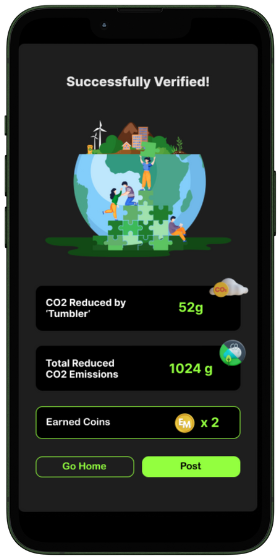 Successfully Verified!
CO₂
CO2 Reduced by
‘Tumbler’
52g
Total Reduced
CO2 Emissions
1024 g
Earned Coins
EM
x 2
Go Home
Post